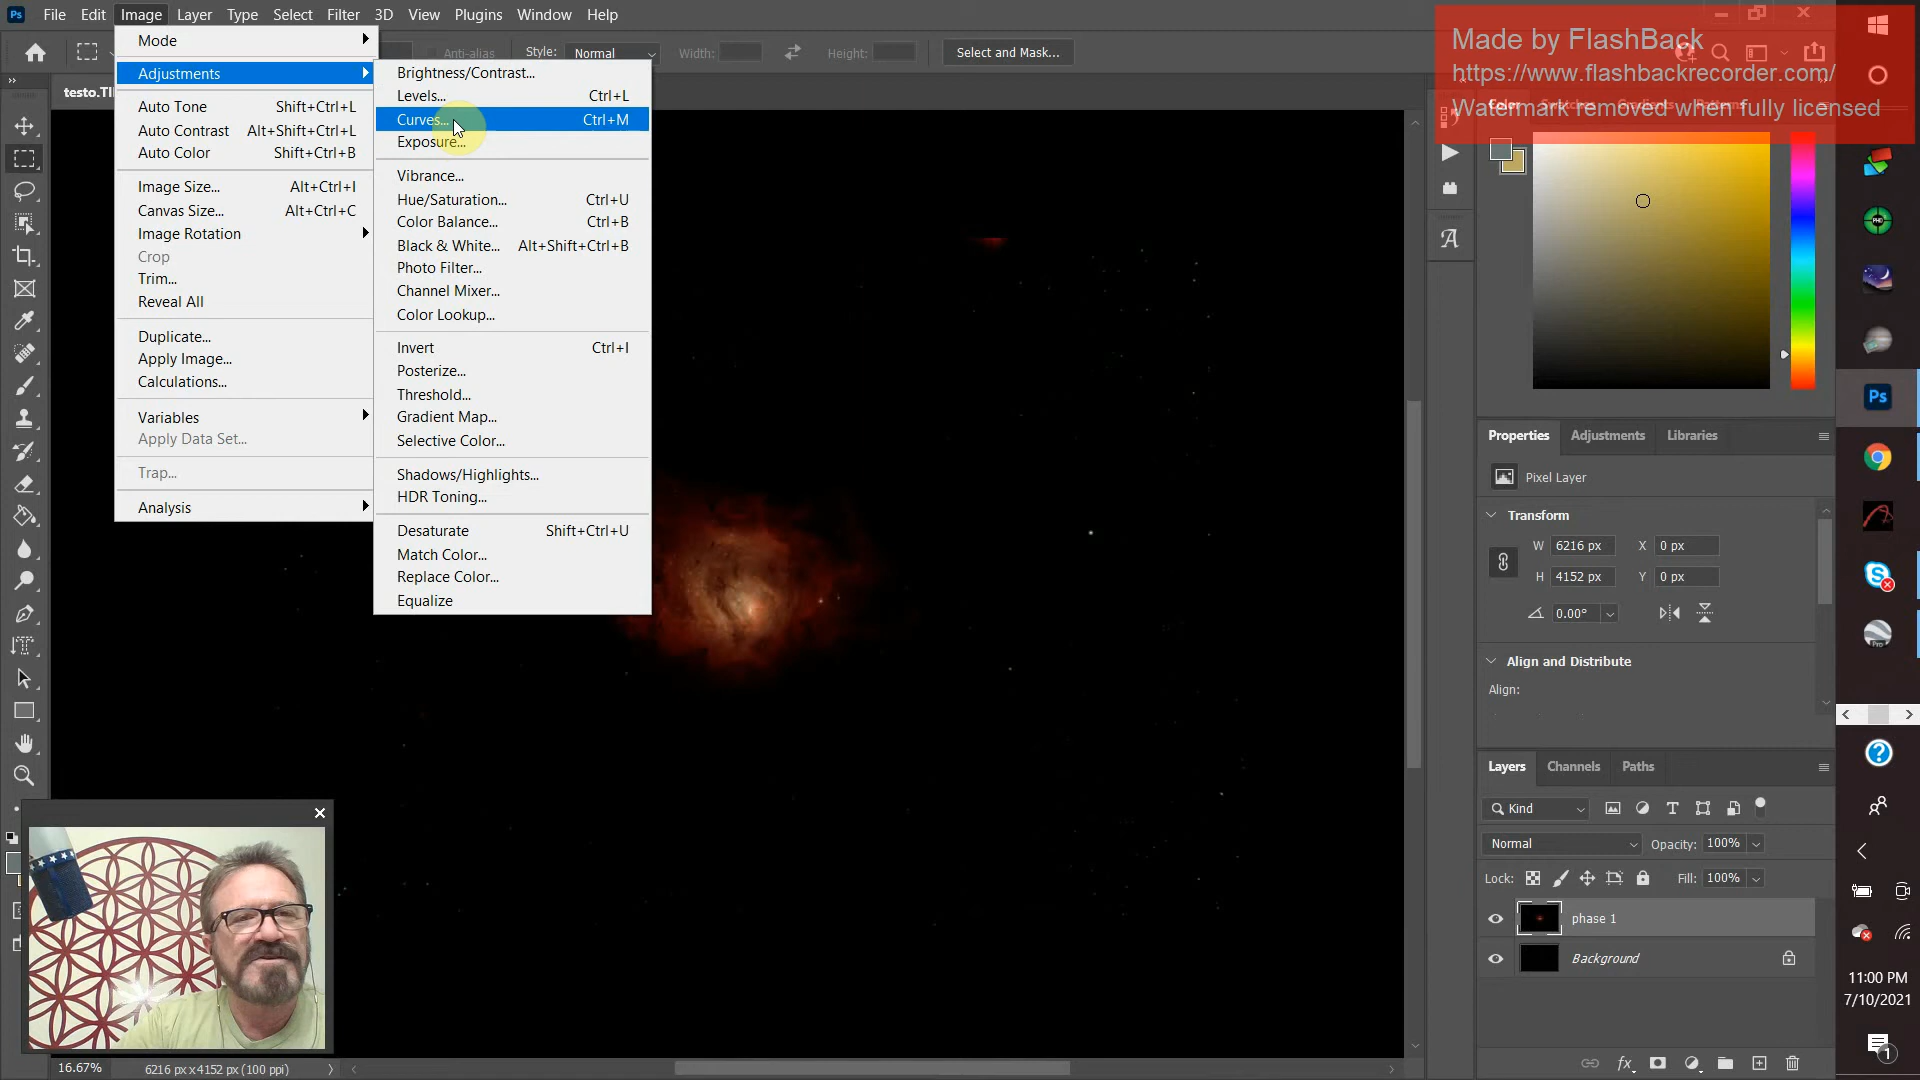 Ps File Edit Image Layer Type Select Filter 3D View Plugins Window Help
Anti-alias Style: Normal Width: Height: Select and Mask...
testo.TI
Mode
Adjustments
Auto Tone Shift+Ctrl+L
Auto Contrast Alt+Shift+Ctrl+L
Auto Color Shift+Ctrl+B
Image Size... Alt+Ctrl+I
Canvas Size... Alt+Ctrl+C
Image Rotation
Crop
Trim...
Reveal All
Duplicate...
Apply Image...
Calculations...
Variables
Apply Data Set...
Trap...
Analysis
Brightness/Contrast...
Levels... Ctrl+L
Curves... Ctrl+M
Exposure...
Vibrance...
Hue/Saturation... Ctrl+U
Color Balance... Ctrl+B
Black & White... Alt+Shift+Ctrl+B
Photo Filter...
Channel Mixer...
Color Lookup...
Invert Ctrl+I
Posterize...
Threshold...
Gradient Map...
Selective Color...
Shadows/Highlights...
HDR Toning...
Desaturate Shift+Ctrl+U
Match Color...
Replace Color...
Equalize
Made by FlashBack
https://www.flashbackrecorder.com/
Watermark removed when fully licensed
Properties Adjustments Libraries
Pixel Layer
Transform
W 6216 px X 0 px
H 4152 px Y 0 px
0.00°
Align and Distribute
Align:
Layers Channels Paths
Kind
Normal Opacity: 100%
Lock: Fill: 100%
phase 1
Background
Ps
Pro
11:00 PM
7/10/2021
1
16.67% 6216 px x 4152 px (100 ppi)